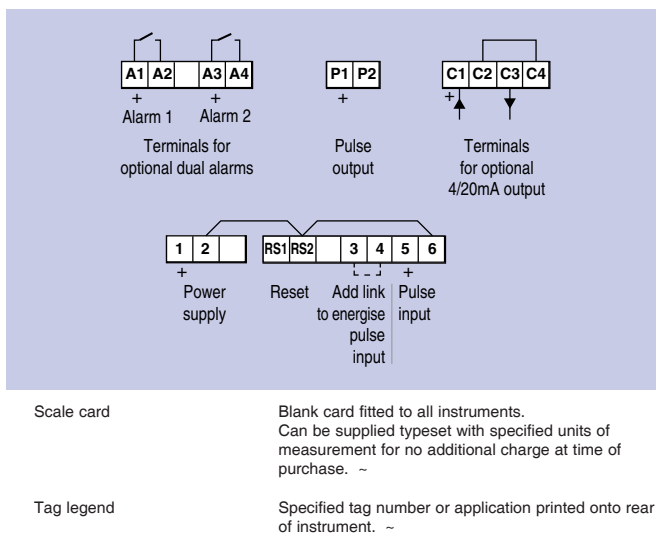 A1 A2 A3 A4
+ +
Alarm 1 Alarm 2
Terminals for
optional dual alarms
P1 P2
+
Pulse
output
C1 C2 C3 C4
+
Terminals
for optional
4/20mA output
1 2 RS1 RS2 3 4 5 6
+ +
Power
supply
Reset
Add link
to energise
pulse
input
Pulse
input
Scale card
Blank card fitted to all instruments.
Can be supplied typeset with specified units of
measurement for no additional charge at time of
purchase. ~
Tag legend
Specified tag number or application printed onto rear
of instrument. ~